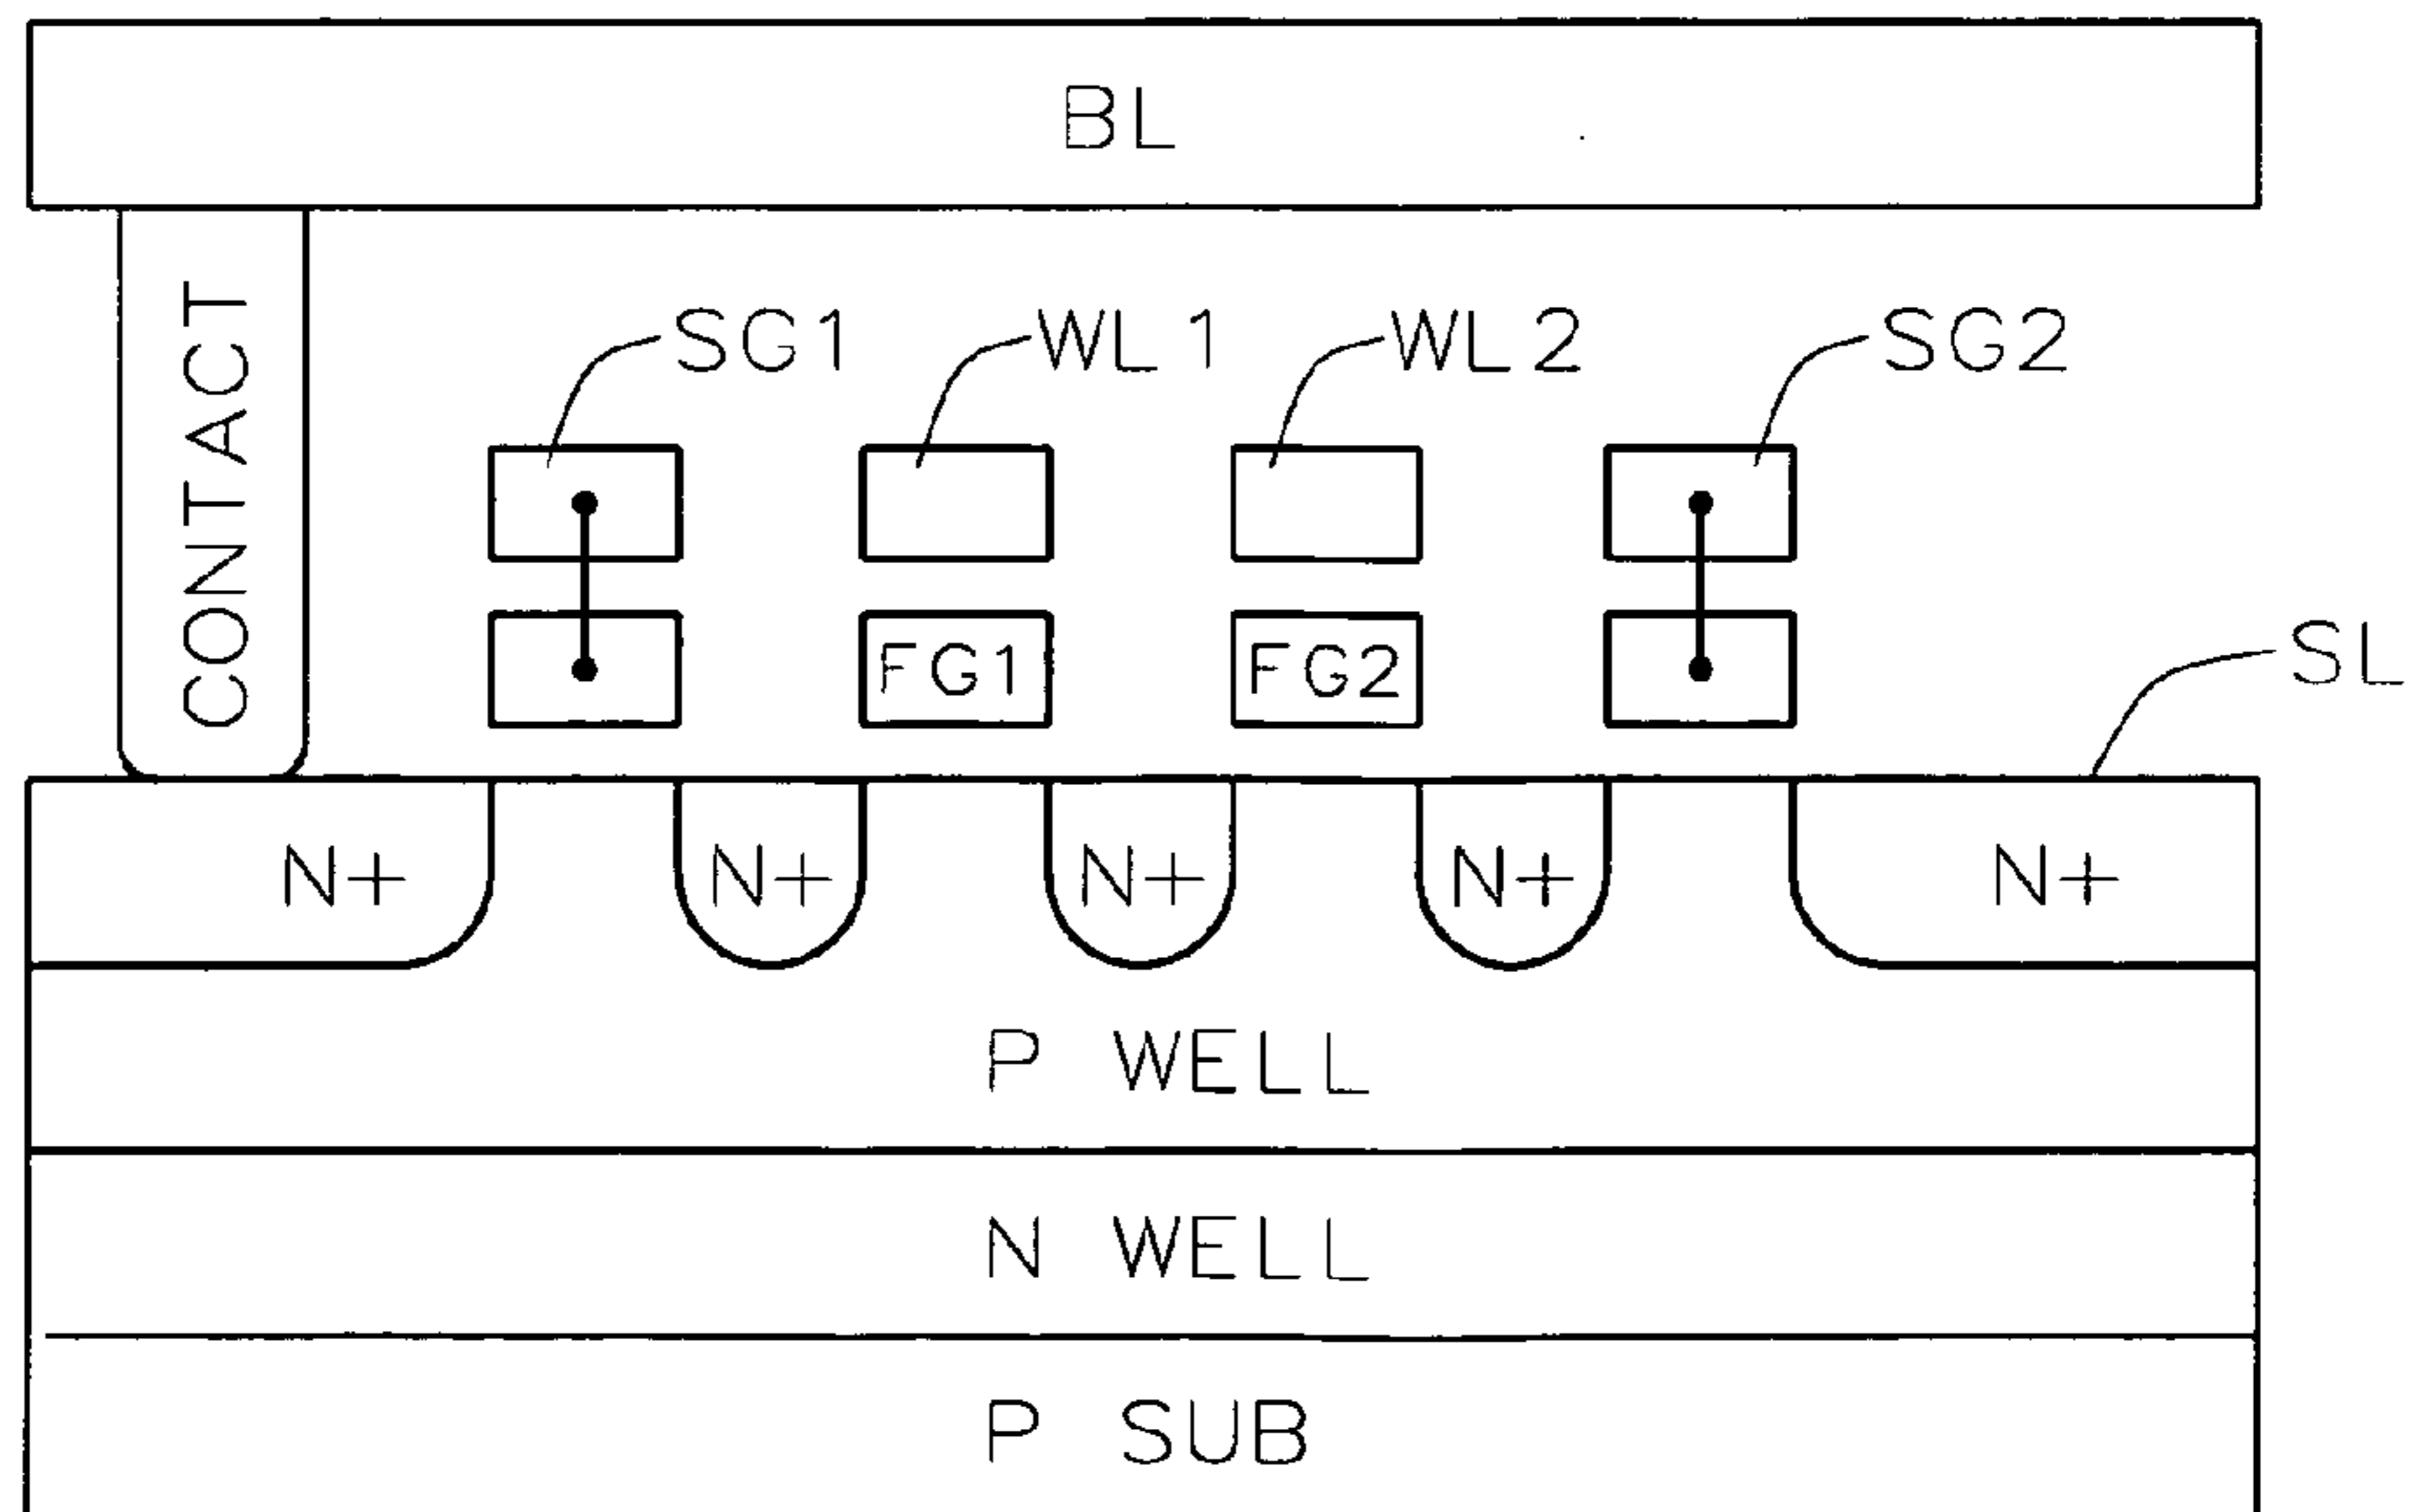 BL
CONTACT
SG1 WL1 WL2 SG2
FG1 FG2
SL
N+ N+ N+ N+ N+
P WELL
N WELL
P SUB